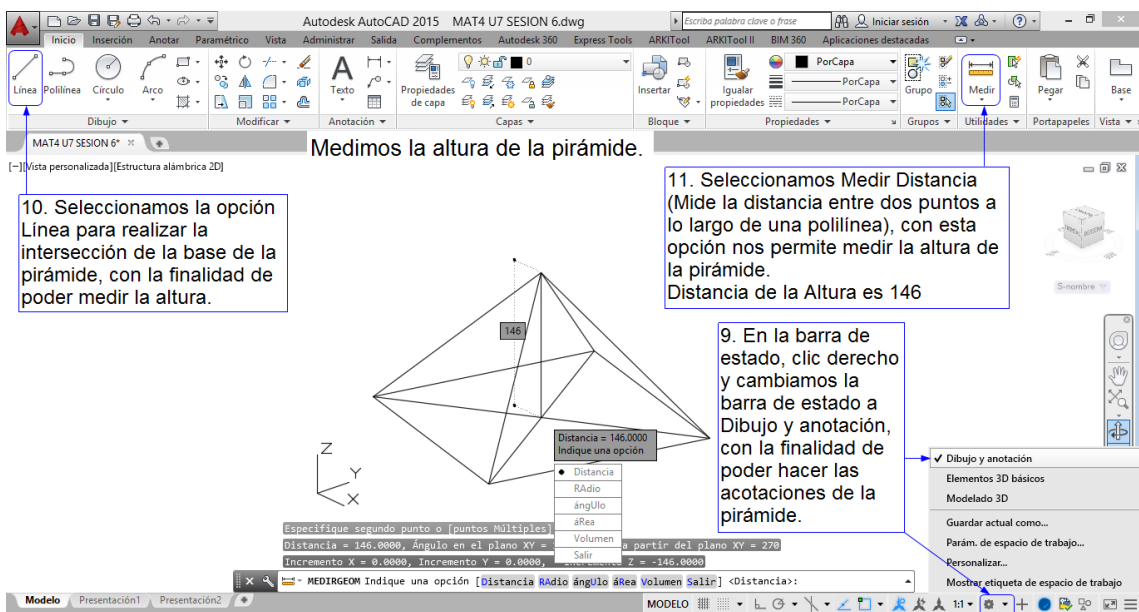 Autodesk AutoCAD 2015 MAT4 U7 SESION 6.dwg
Escriba palabra clave o frase
Iniciar sesión
Inicio Inserción Anotar Paramétrico Vista Administrar Salida Complementos Autodesk 360 Express Tools ARKITool ARKITool II BIM 360 Aplicaciones destacadas
Línea Polilínea Círculo Arco
Texto
Propiedades de capa
0
Insertar
Igualar propiedades
PorCapa
PorCapa
PorCapa
Grupo
Medir
Pegar
Base
Dibujo Modificar Anotación Capas Bloque Propiedades Grupos Utilidades Portapapeles Vista
MAT4 U7 SESION 6*
Medimos la altura de la pirámide.
[−][Vista personalizada][Estructura alámbrica 2D]
10. Seleccionamos la opción
Línea para realizar la
intersección de la base de la
pirámide, con la finalidad de
poder medir la altura.
11. Seleccionamos Medir Distancia
(Mide la distancia entre dos puntos a
lo largo de una polilínea), con esta
opción nos permite medir la altura de
la pirámide.
Distancia de la Altura es 146
S-nombre
9. En la barra de
estado, clic derecho
y cambiamos la
barra de estado a
Dibujo y anotación,
con la finalidad de
poder hacer las
acotaciones de la
pirámide.
146
Distancia = 146.0000
Indique una opción
Distancia
RAdio
ángUlo
áRea
Volumen
Salir
Z
Y
X
Dibujo y anotación
Elementos 3D básicos
Modelado 3D
Guardar actual como...
Parám. de espacio de trabajo...
Personalizar...
Mostrar etiqueta de espacio de trabajo
Especifique segundo punto o [puntos Múltiples]
Distancia = 146.0000, Ángulo en el plano XY = a partir del plano XY = 270
Incremento X = 0.0000, Incremento Y = 0.0000, Z = -146.0000
MEDIRGEOM Indique una opción [Distancia RAdio ángUlo áRea Volumen Salir] <Distancia>:
Modelo Presentación1 Presentación2
MODELO
1:1